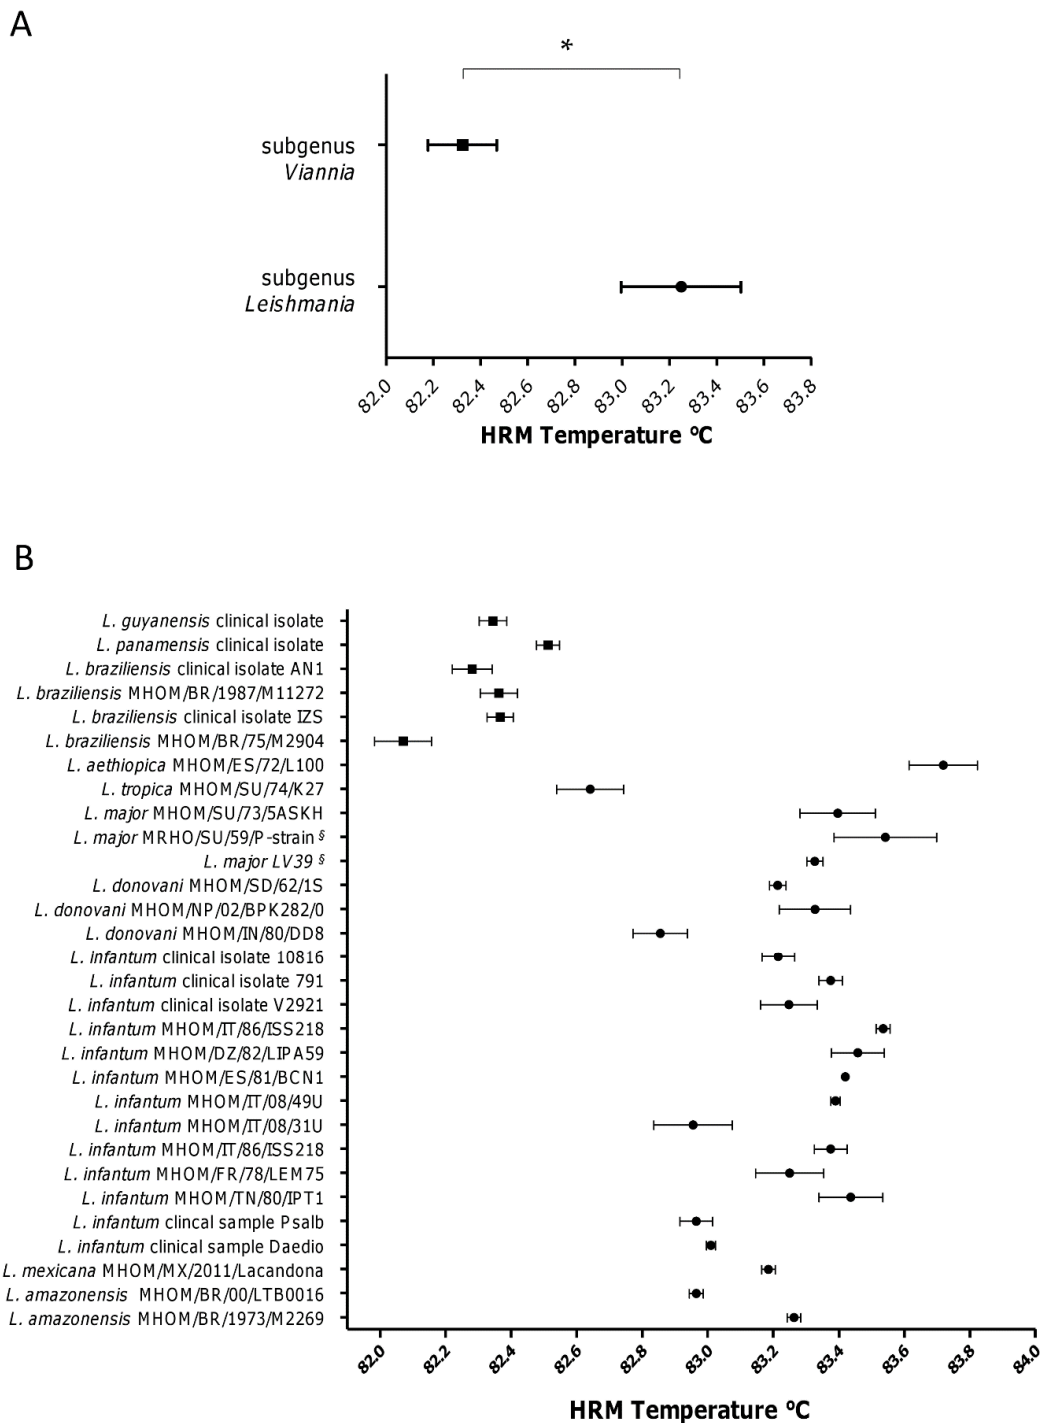 A
*
subgenus
Viannia
subgenus
Leishmania
82.0 82.2 82.4 82.6 82.8 83.0 83.2 83.4 83.6 83.8
HRM Temperature ºC
B
L. guyanensis clinical isolate
L. panamensis clinical isolate
L. braziliensis clinical isolate AN1
L. braziliensis MHOM/BR/1987/M11272
L. braziliensis clinical isolate IZS
L. braziliensis MHOM/BR/75/M2904
L. aethiopica MHOM/ES/72/L100
L. tropica MHOM/SU/74/K27
L. major MHOM/SU/73/5ASKH
L. major MRHO/SU/59/P-strain §
L. major LV39 §
L. donovani MHOM/SD/62/1S
L. donovani MHOM/NP/02/BPK282/0
L. donovani MHOM/IN/80/DD8
L. infantum clinical isolate 10816
L. infantum clinical isolate 791
L. infantum clinical isolate V2921
L. infantum MHOM/IT/86/ISS218
L. infantum MHOM/DZ/82/LIPA59
L. infantum MHOM/ES/81/BCN1
L. infantum MHOM/IT/08/49U
L. infantum MHOM/IT/08/31U
L. infantum MHOM/IT/86/ISS218
L. infantum MHOM/FR/78/LEM75
L. infantum MHOM/TN/80/IPT1
L. infantum clincal sample Psalb
L. infantum clinical sample Daedio
L. mexicana MHOM/MX/2011/Lacandona
L. amazonensis MHOM/BR/00/LTB0016
L. amazonensis MHOM/BR/1973/M2269
82.0 82.2 82.4 82.6 82.8 83.0 83.2 83.4 83.6 83.8 84.0
HRM Temperature ºC